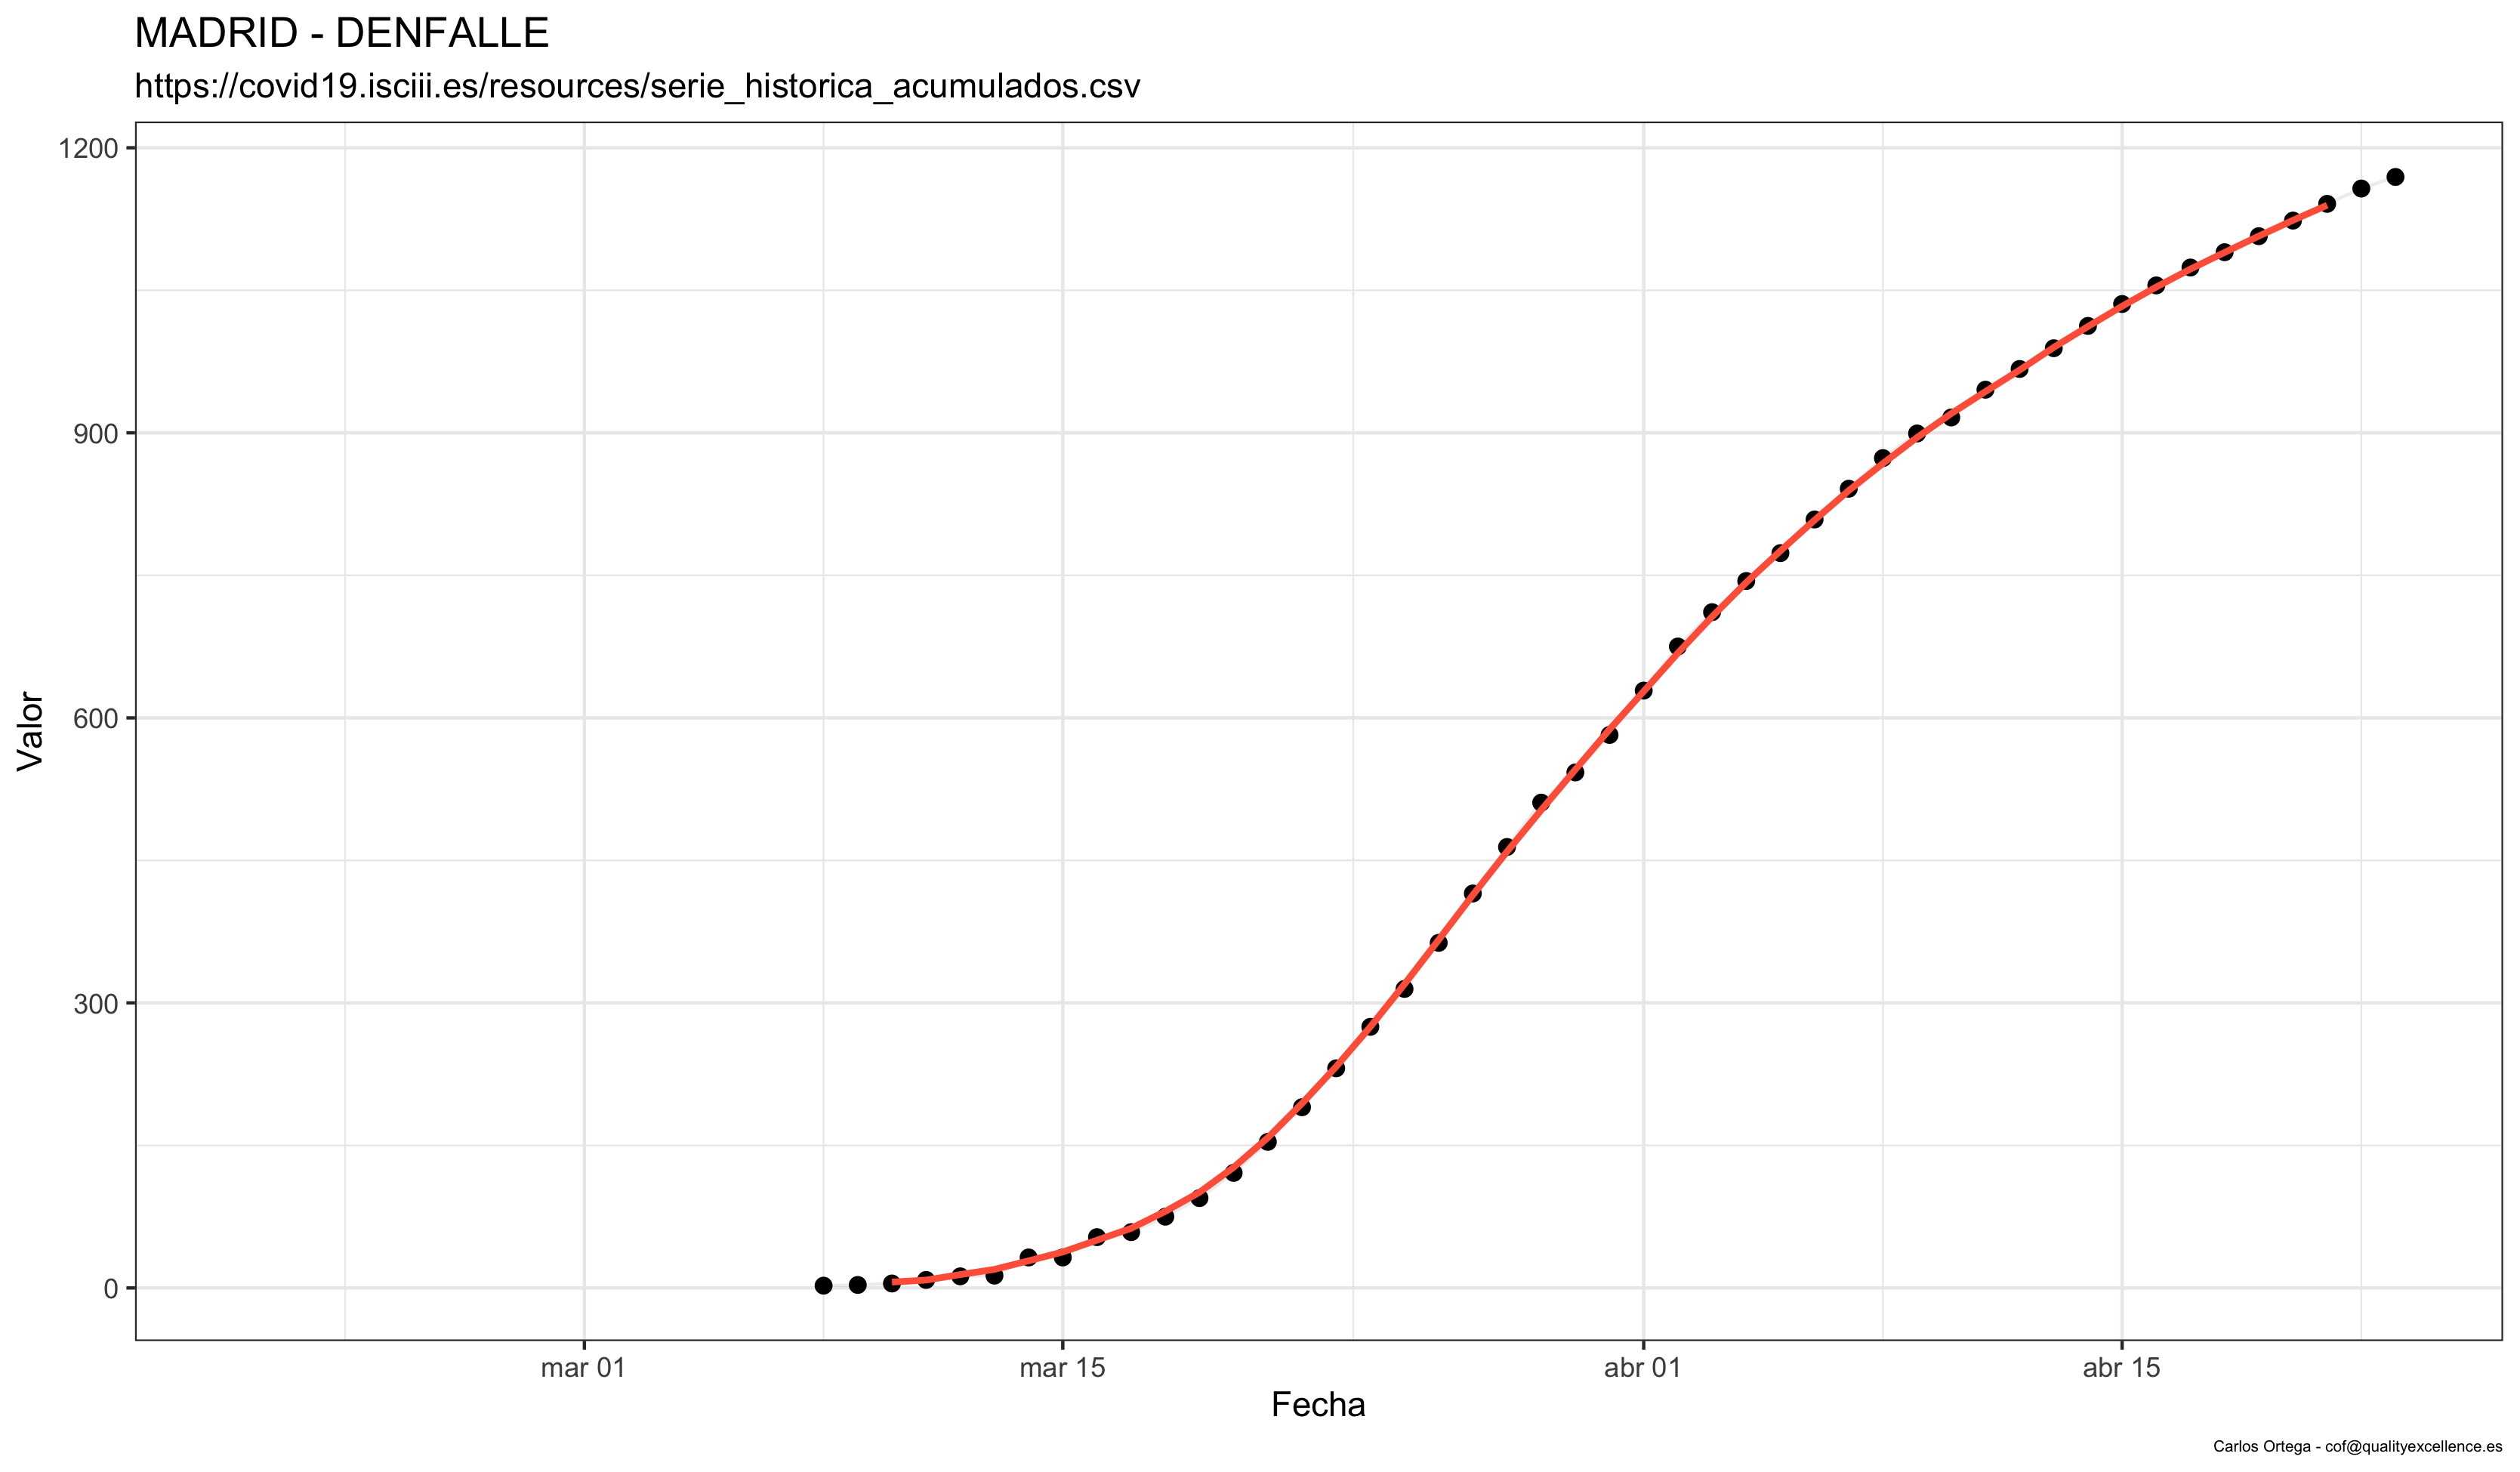 MADRID - DENFALLE
https://covid19.isciii.es/resources/serie_historica_acumulados.csv
1200
900
600
300
0
Valor
mar 01
mar 15
abr 01
abr 15
Fecha
Carlos Ortega - cof@qualityexcellence.es